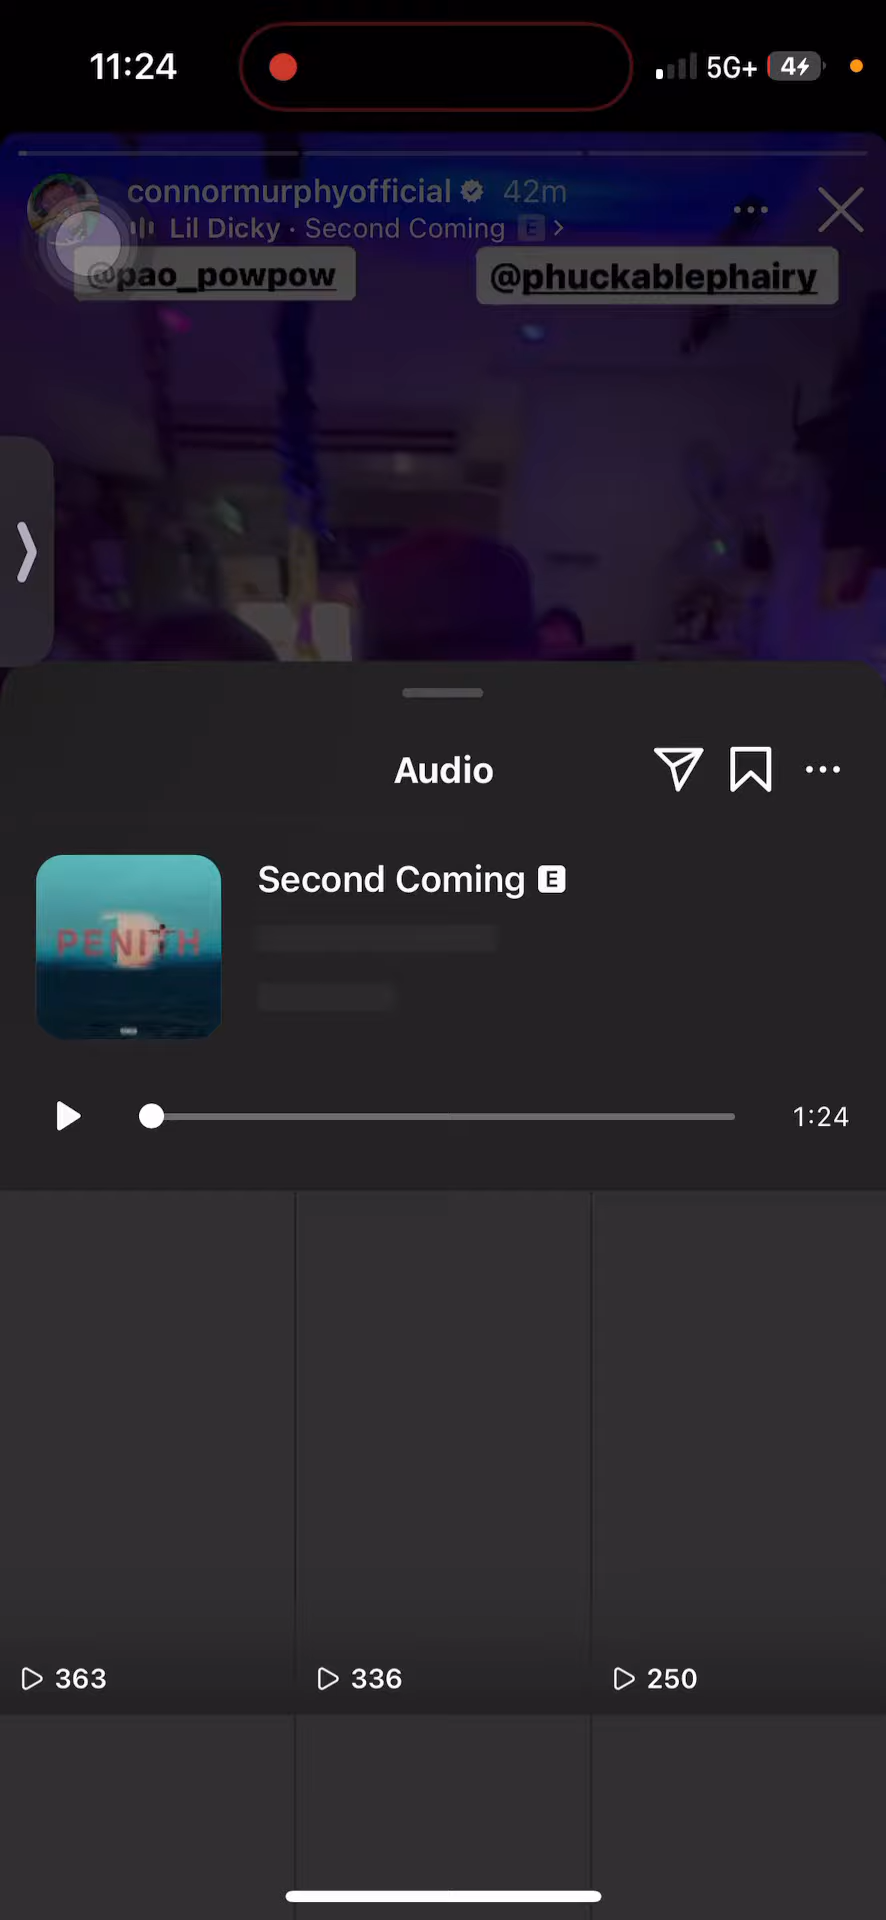 11:24
5G+
4
connormurphyofficial 42m
Lil Dicky · Second Coming E >
@pao_powpow
@phuckablephairy
Audio
Second Coming E
PENITH
1:24
363
336
250